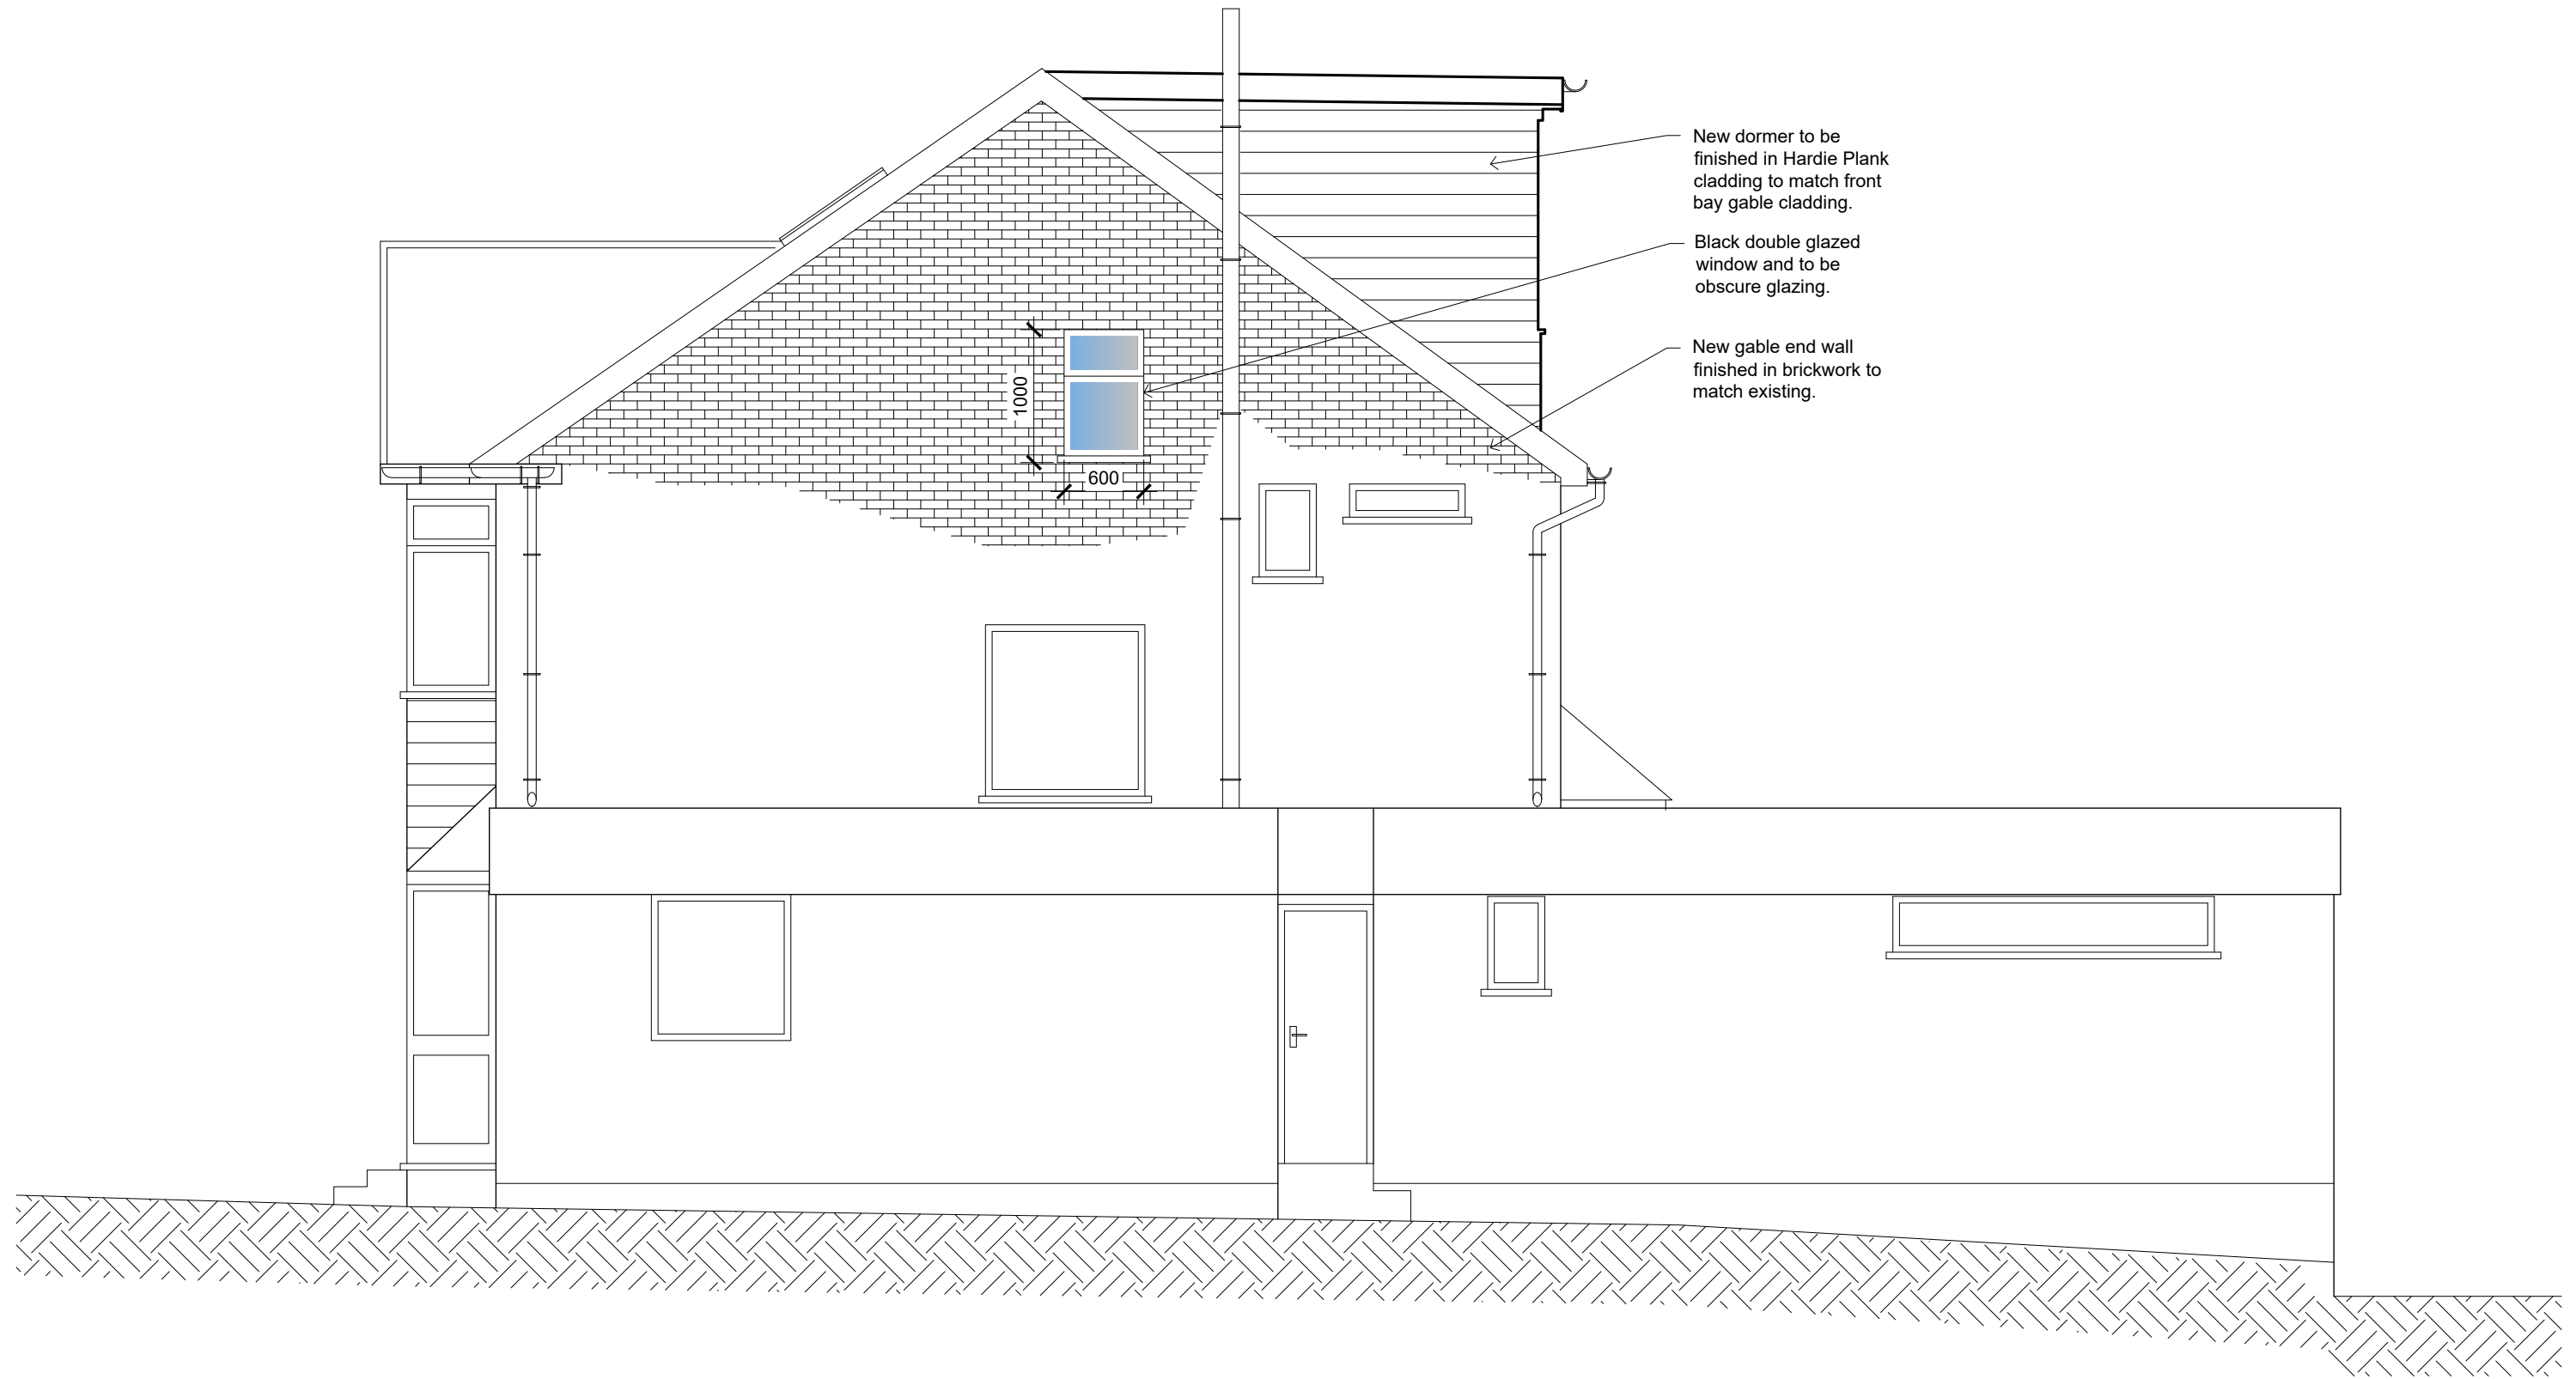 New dormer to be
finished in Hardie Plank
cladding to match front
bay gable cladding.
Black double glazed
window and to be
obscure glazing.
New gable end wall
finished in brickwork to
match existing.
1000
600